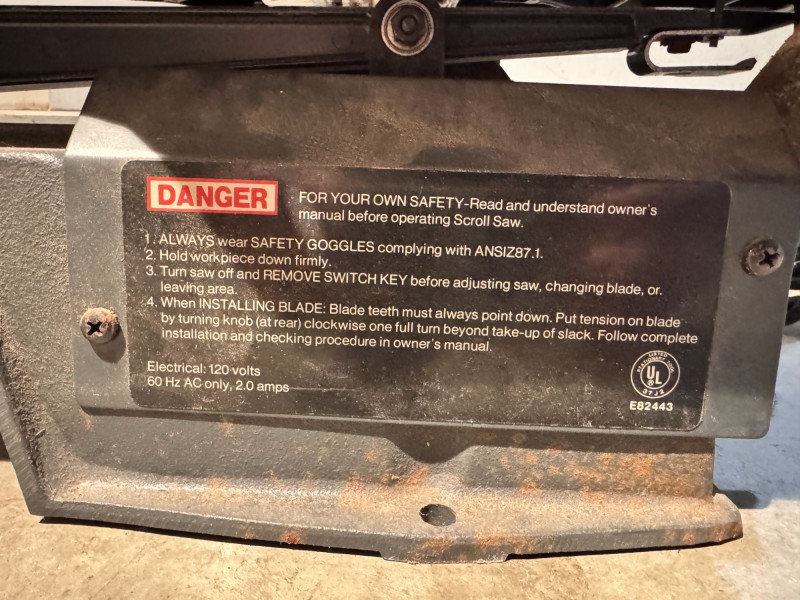 DANGER
FOR YOUR OWN SAFETY-Read and understand owner's
manual before operating Scroll Saw.
1. ALWAYS wear SAFETY GOGGLES complying with ANSIZ87.1.
2. Hold workpiece down firmly.
3. Turn saw off and REMOVE SWITCH KEY before adjusting saw, changing blade, or
leaving area.
4. When INSTALLING BLADE: Blade teeth must always point down. Put tension on blade
by turning knob (at rear) clockwise one full turn beyond take-up of slack. Follow complete
installation and checking procedure in owner's manual.
Electrical: 120 volts
60 Hz AC only, 2.0 amps
LISTED
STATIONARY TOOL
UL
®
37J2
E82443